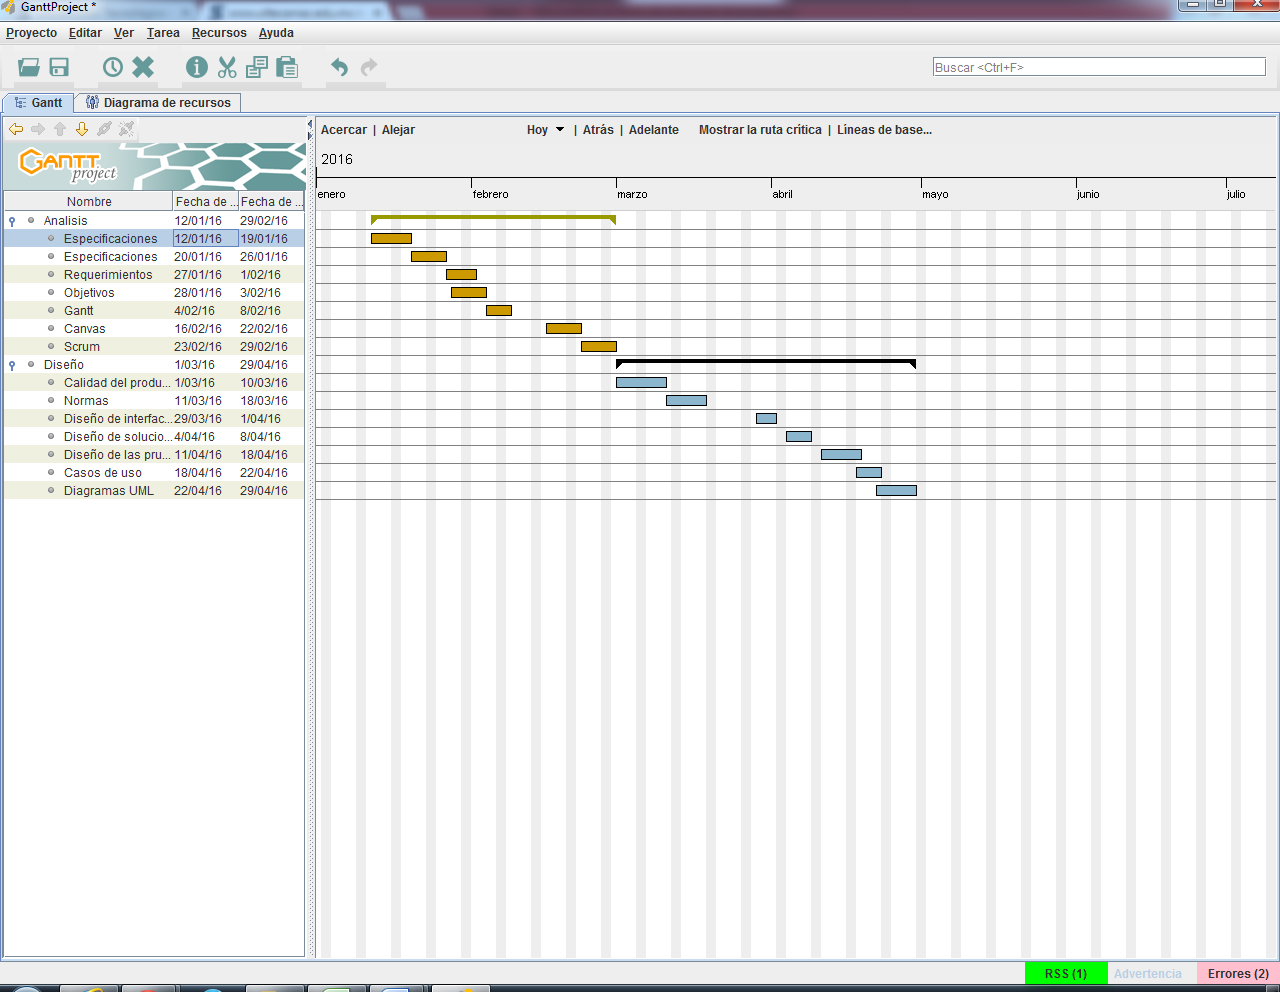 GanttProject *
Proyecto Editar Ver Tarea Recursos Ayuda
Buscar <Ctrl+F>
Gantt Diagrama de recursos
Acercar | Alejar Hoy | Atrás | Adelante Mostrar la ruta crítica | Líneas de base...
GANTT
project
2016
enero febrero marzo abril mayo junio julio
Nombre Fecha de ... Fecha de ...
Analisis 12/01/16 29/02/16
Especificaciones 12/01/16 19/01/16
Especificaciones 20/01/16 26/01/16
Requerimientos 27/01/16 1/02/16
Objetivos 28/01/16 3/02/16
Gantt 4/02/16 8/02/16
Canvas 16/02/16 22/02/16
Scrum 23/02/16 29/02/16
Diseño 1/03/16 29/04/16
Calidad del produ... 1/03/16 10/03/16
Normas 11/03/16 18/03/16
Diseño de interfac... 29/03/16 1/04/16
Diseño de solucio... 4/04/16 8/04/16
Diseño de las pru... 11/04/16 18/04/16
Casos de uso 18/04/16 22/04/16
Diagramas UML 22/04/16 29/04/16
RSS (1) Advertencia Errores (2)